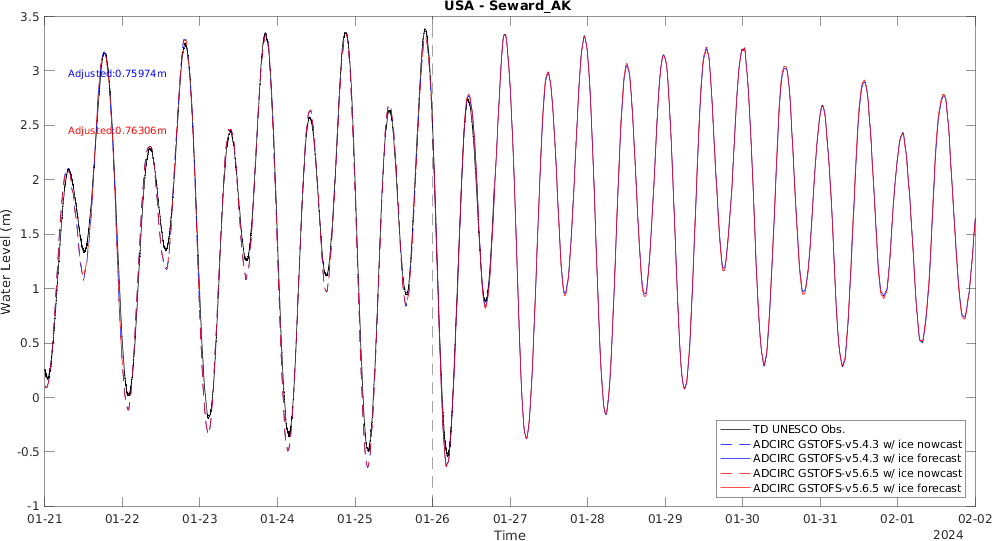 USA - Seward_AK
3.5
3
2.5
2
1.5
1
0.5
0
-0.5
-1
Water Level (m)
Adjusted:0.75974m
Adjusted:0.76306m
TD UNESCO Obs.
ADCIRC GSTOFS-v5.4.3 w/ ice nowcast
ADCIRC GSTOFS-v5.4.3 w/ ice forecast
ADCIRC GSTOFS-v5.6.5 w/ ice nowcast
ADCIRC GSTOFS-v5.6.5 w/ ice forecast
01-21 01-22 01-23 01-24 01-25 01-26 01-27 01-28 01-29 01-30 01-31 02-01 02-02
Time
2024